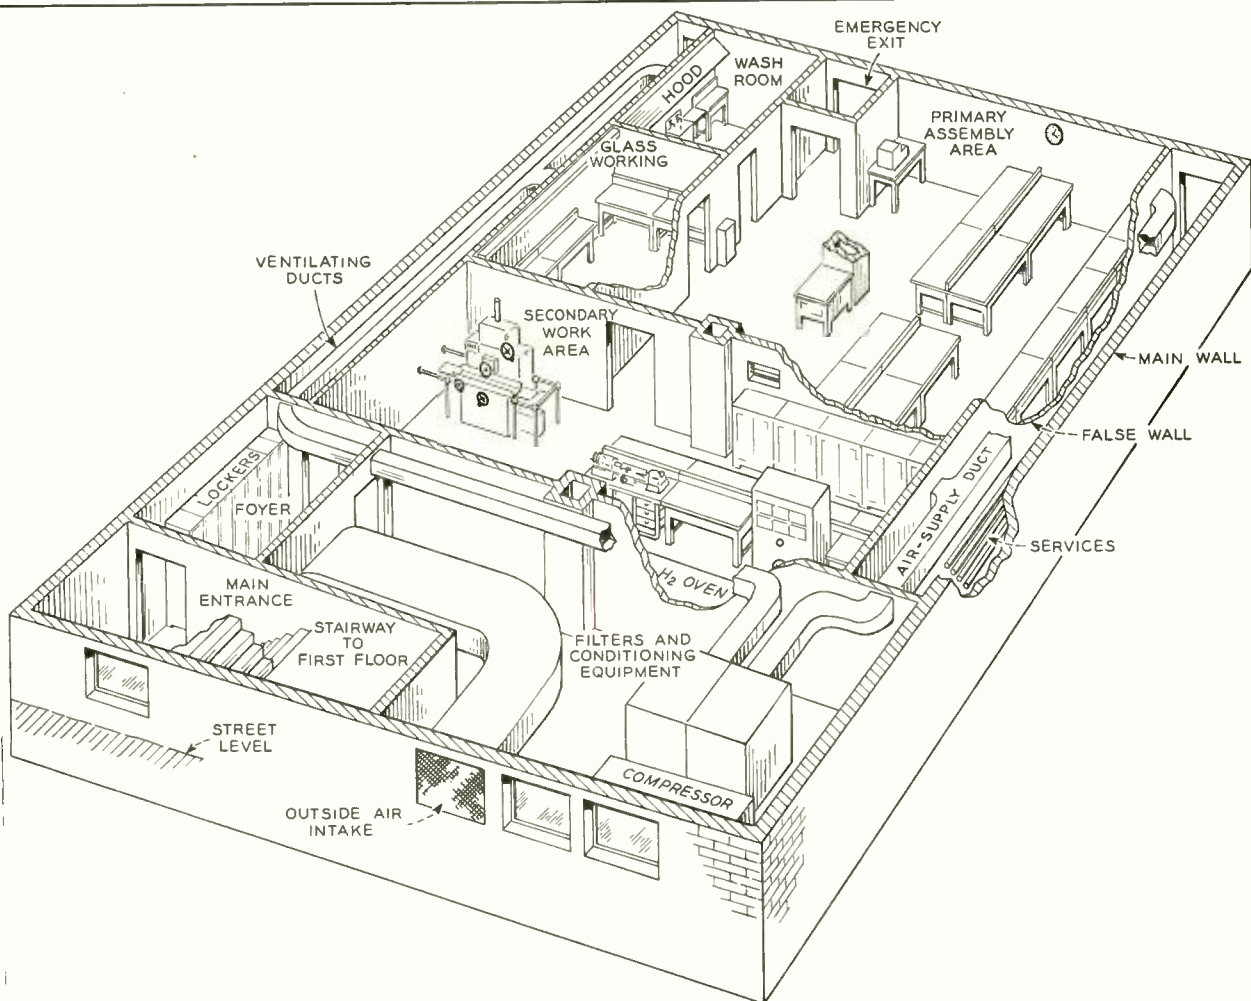 EMERGENCY
EXIT
WASH
ROOM
HOOD
PRIMARY
ASSEMBLY
AREA
GLASS
WORKING
VENTILATING
DUCTS
SECONDARY
WORK
AREA
MAIN WALL
FALSE WALL
LOCKERS
FOYER
AIR-SUPPLY DUCT
SERVICES
H2 OVEN
MAIN
ENTRANCE
STAIRWAY
TO
FIRST FLOOR
FILTERS AND
CONDITIONING
EQUIPMENT
STREET
LEVEL
COMPRESSOR
OUTSIDE AIR
INTAKE